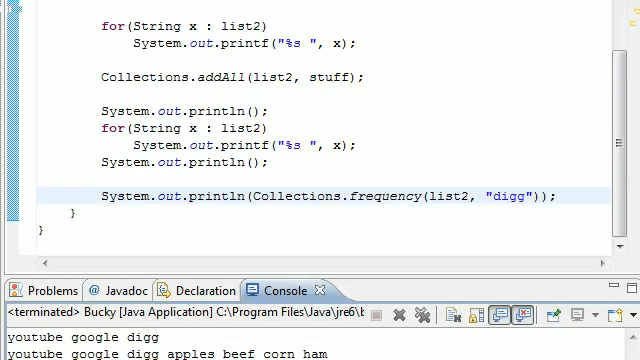 for(String x : list2)
System.out.printf("%s ", x);
Collections.addAll(list2, stuff);
System.out.println();
for(String x : list2)
System.out.printf("%s ", x);
System.out.println();
System.out.println(Collections.frequency(list2, "digg"));
}
}
Problems @ Javadoc Declaration Console
<terminated> Bucky [Java Application] C:\Program Files\Java\jre6\b
youtube google digg
youtube google digg apples beef corn ham